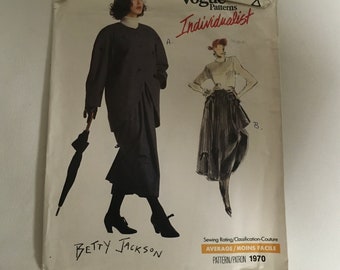 Vogue
Patterns
Individualist
A.
B.
BETTY JACKSON
Sewing Rating/Classification-Couture
AVERAGE/MOINS FACILE
PATTERN/PATRON 1970